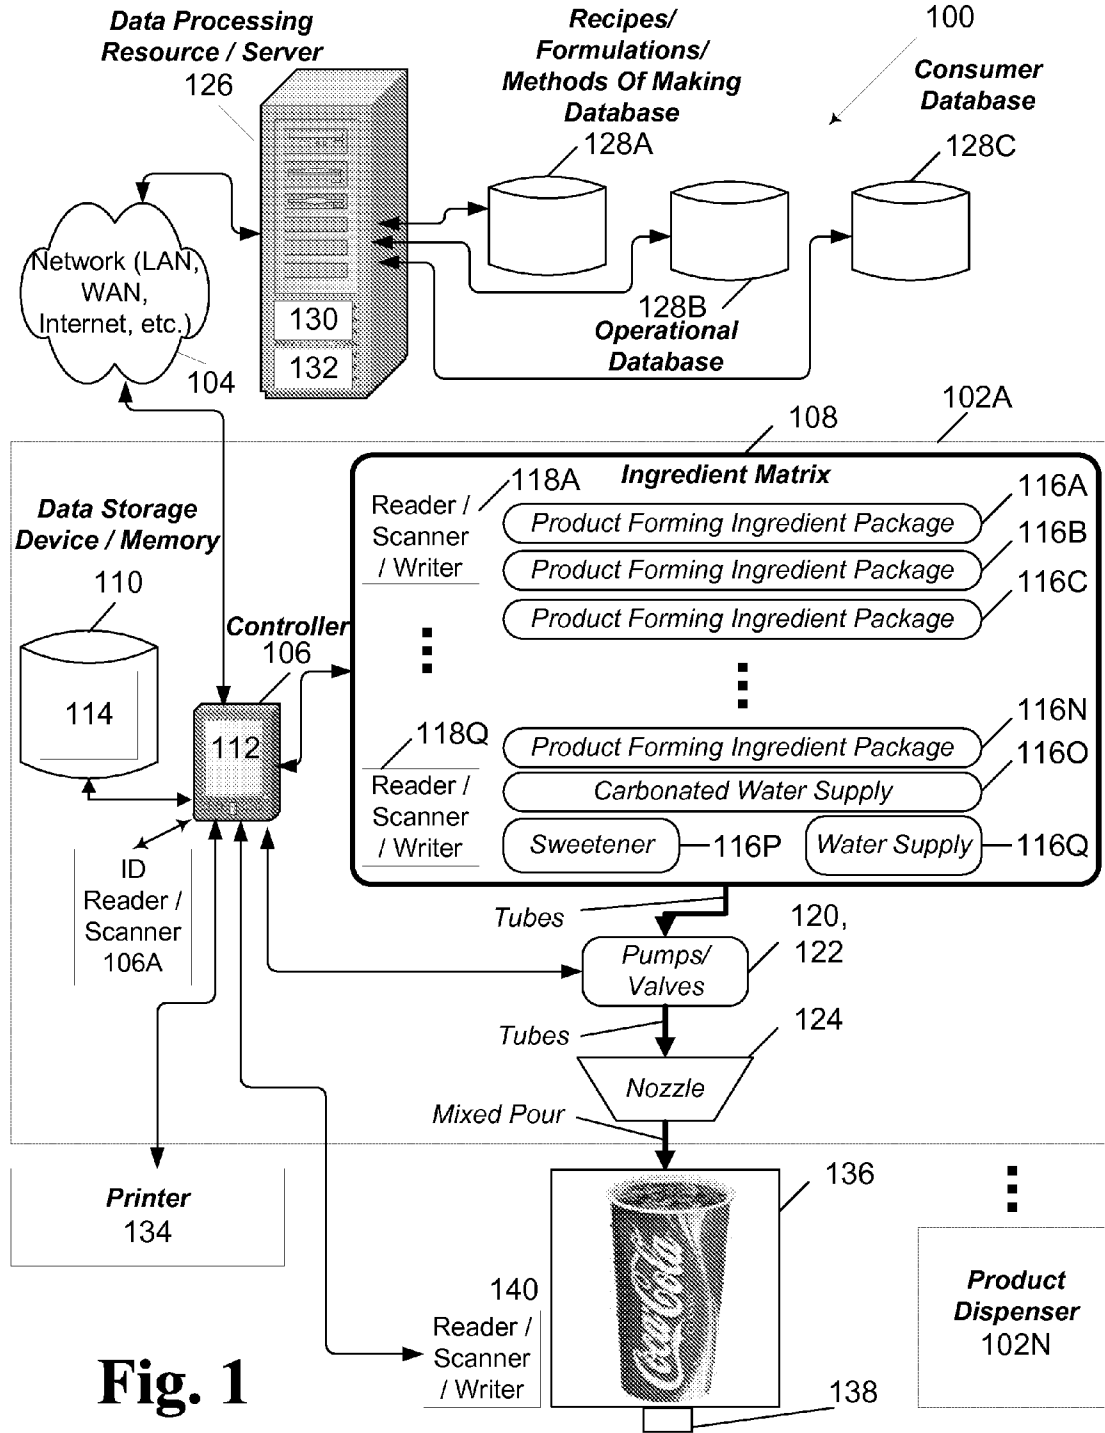 Data Processing
Resource / Server
126
Recipes/
Formulations/
Methods Of Making
Database
128A
100
Consumer
Database
128C
Network (LAN,
WAN,
Internet, etc.)
104
130
132
128B
Operational
Database
102A
108
Ingredient Matrix
Reader /
Scanner
/ Writer
118A
Product Forming Ingredient Package
116A
Product Forming Ingredient Package
116B
Product Forming Ingredient Package
116C
Data Storage
Device / Memory
110
114
Controller
106
112
118Q
Reader /
Scanner
/ Writer
Product Forming Ingredient Package
116N
Carbonated Water Supply
116O
Sweetener
116P
Water Supply
116Q
ID
Reader /
Scanner
106A
Tubes
Pumps/
Valves
120,
122
Tubes
Nozzle
124
Mixed Pour
Printer
134
136
Coca-Cola
140
Reader /
Scanner
/ Writer
138
Product
Dispenser
102N
Fig. 1